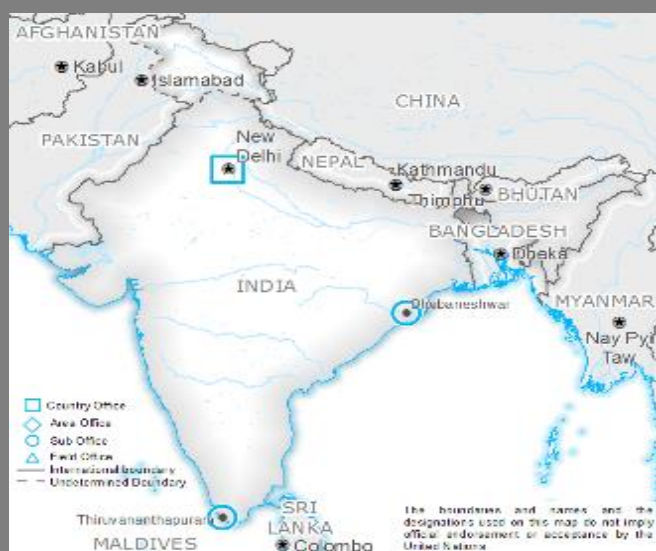 AFGHANISTAN
Kabul
Islamabad
CHINA
PAKISTAN
New
Delhi
NEPAL
Kathmandu
Thimphu
BHUTAN
BANGLADESH
Dhaka
INDIA
Bhubaneshwar
MYANMAR
Nay Pyi
Taw
Country Office
Area Office
Sub Office
Field Office
International boundary
Undetermined Boundary
Thiruvananthapuram
SRI
LANKA
MALDIVES
Colombo
The boundaries and names and the
designations used on this map do not imply
official endorsement or acceptance by the
United Nations.